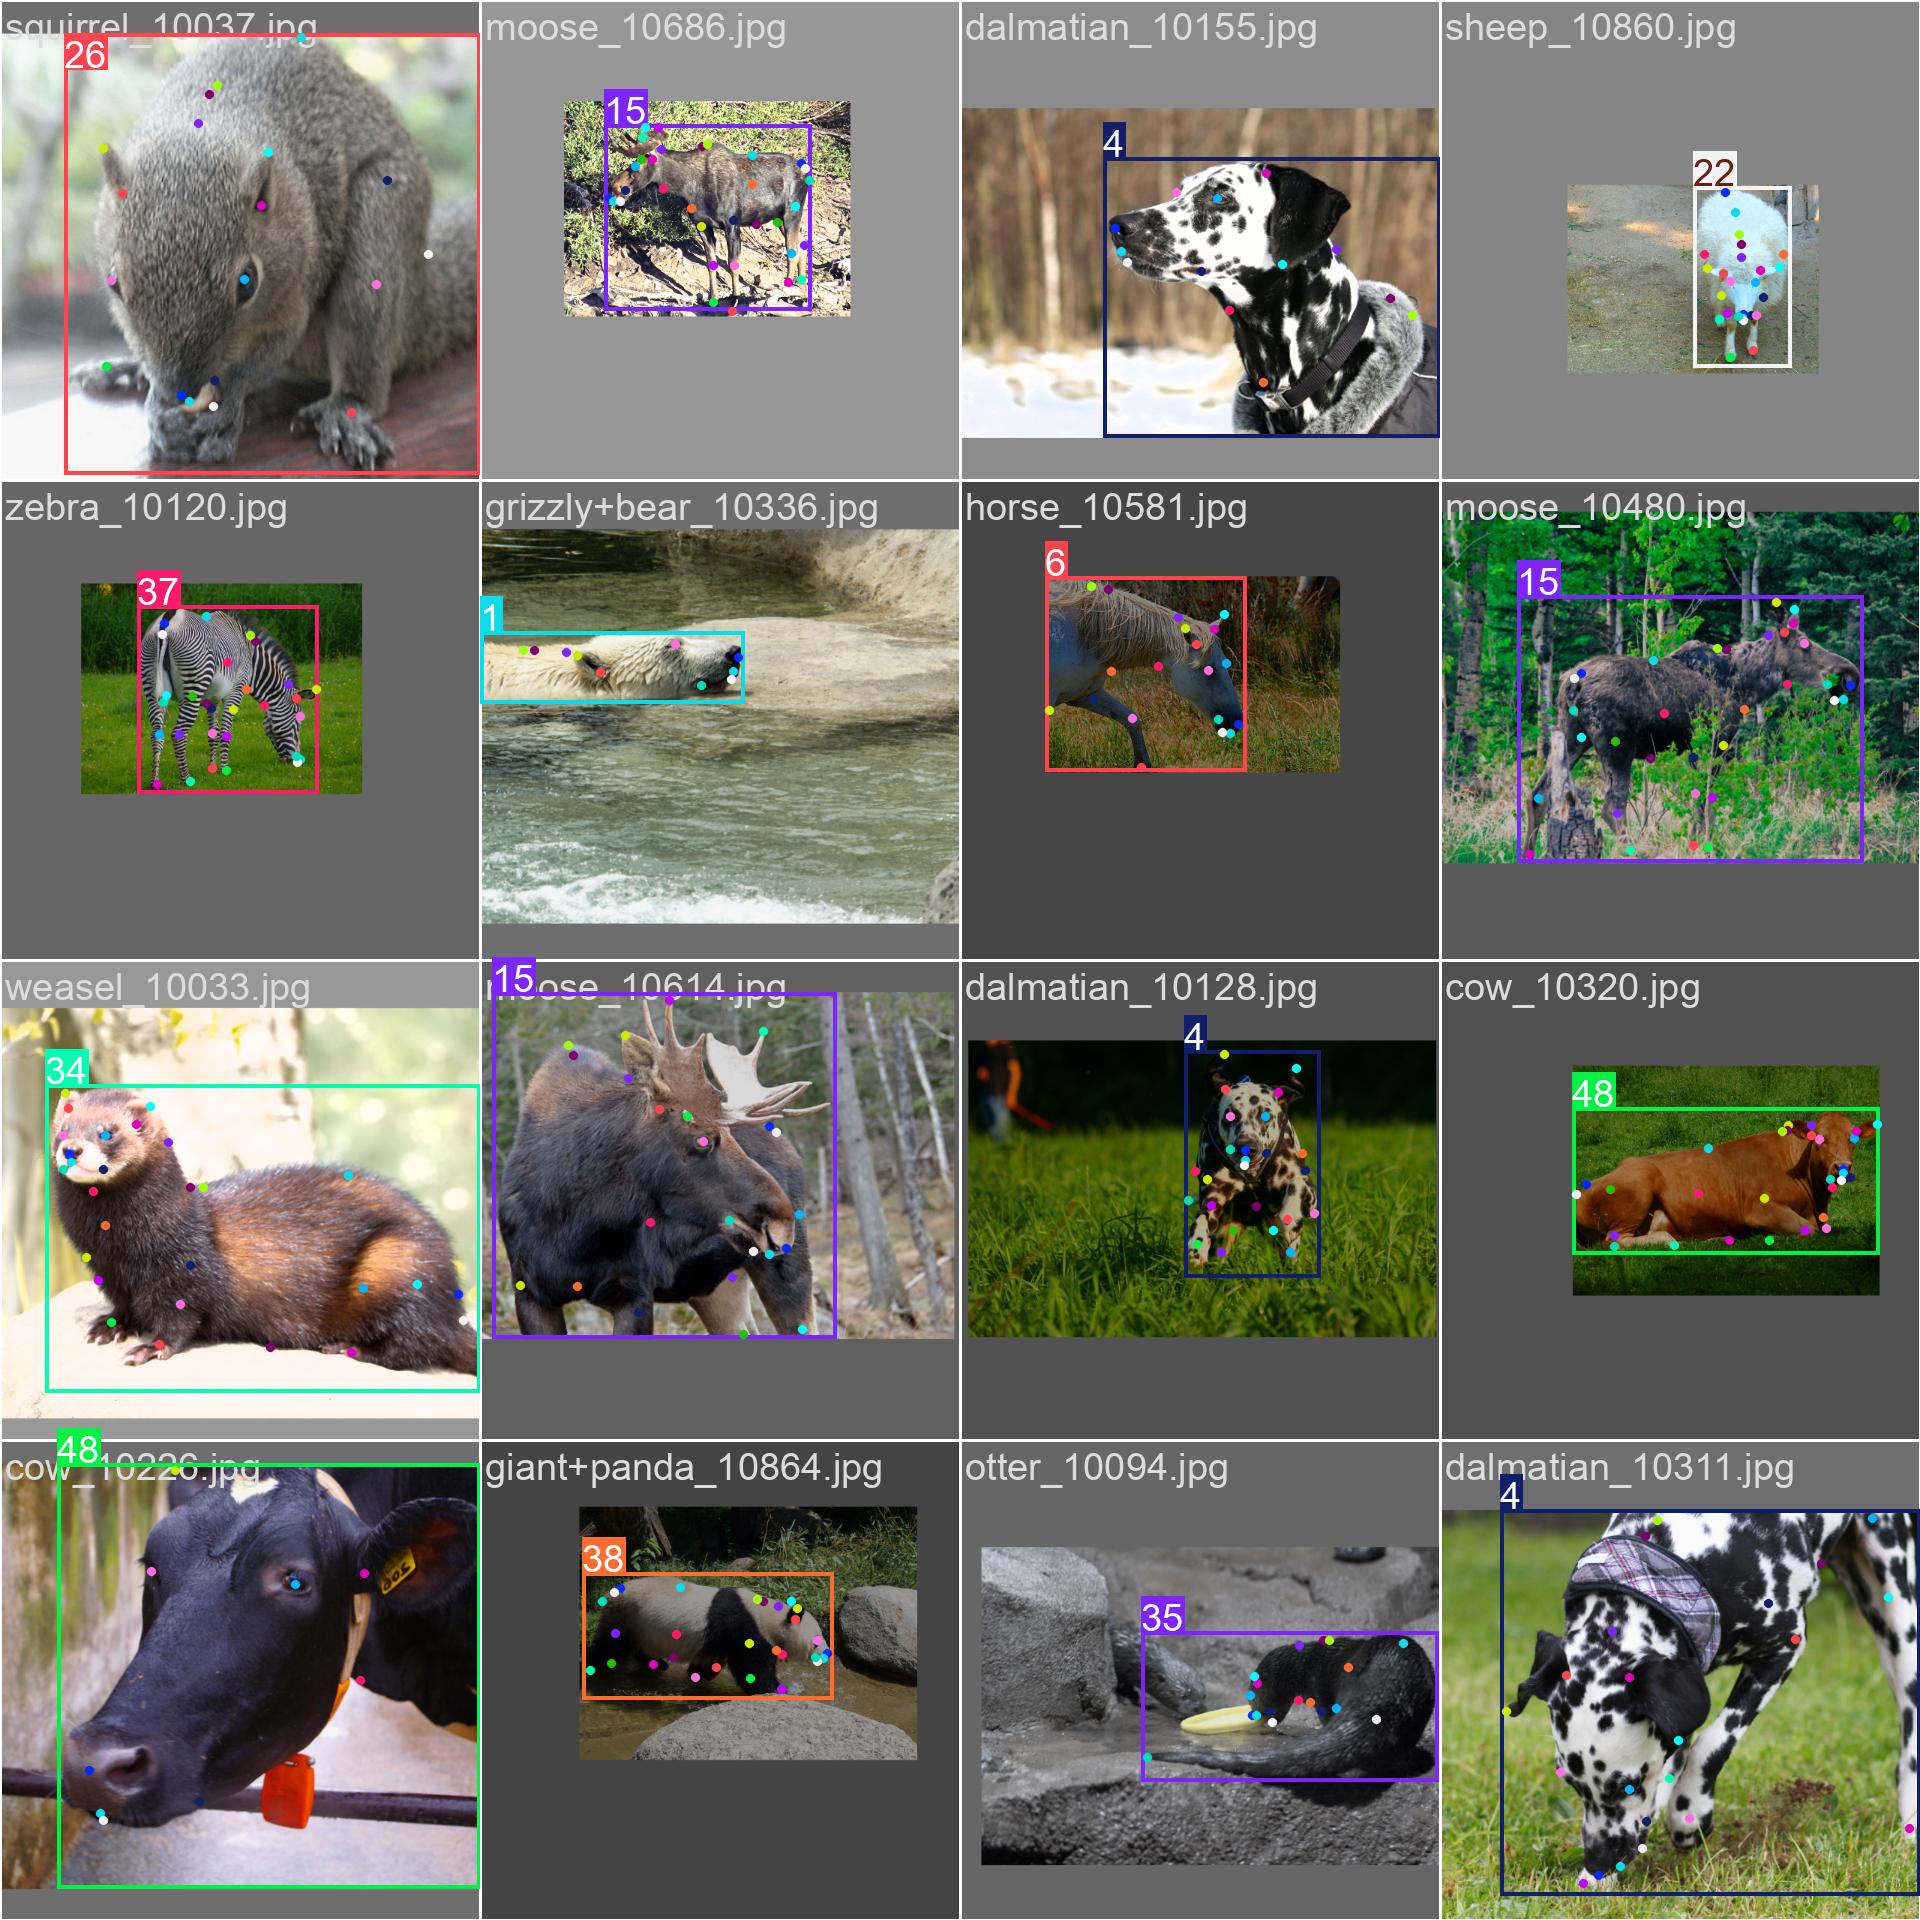 squirrel_10037.jpg
26
moose_10686.jpg
15
dalmatian_10155.jpg
4
sheep_10860.jpg
22
zebra_10120.jpg
37
grizzly+bear_10336.jpg
1
horse_10581.jpg
6
moose_10480.jpg
15
weasel_10033.jpg
34
moose_10614.jpg
15
dalmatian_10128.jpg
4
cow_10320.jpg
48
cow_10226.jpg
48
giant+panda_10864.jpg
38
otter_10094.jpg
35
dalmatian_10311.jpg
4